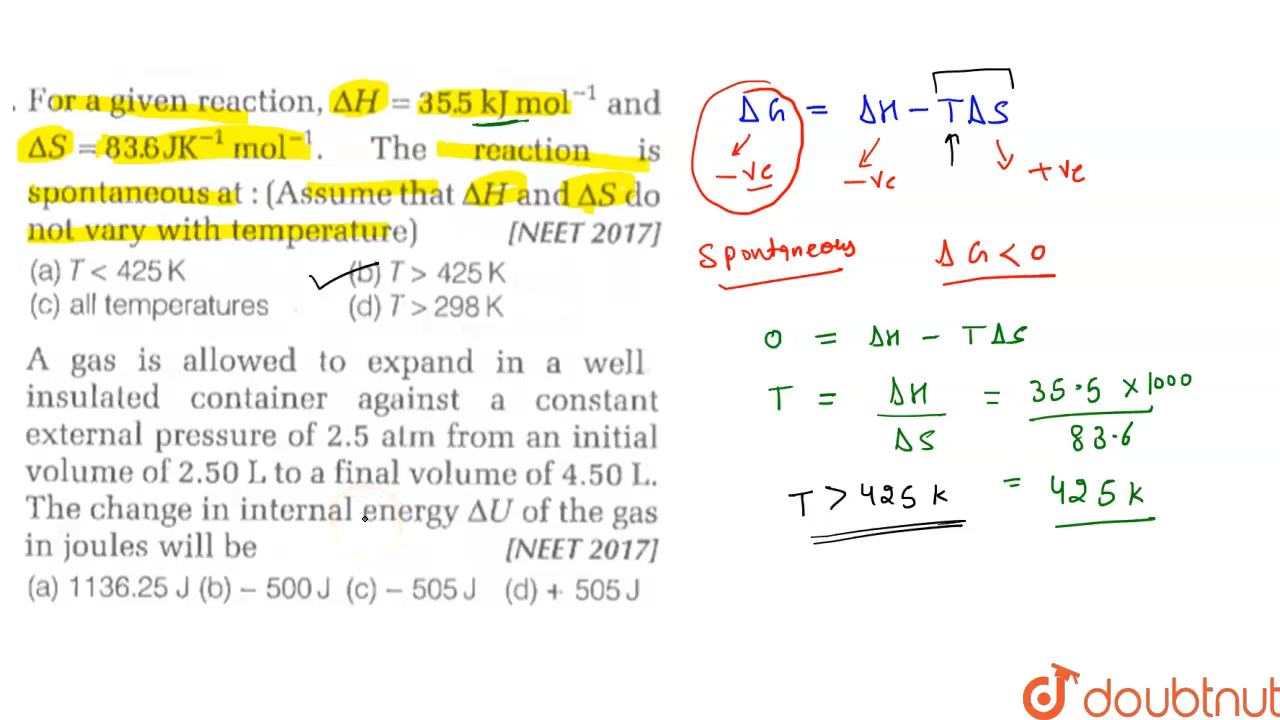 . For a given reaction, ΔH = 35.5 kJ mol⁻¹ and
ΔS = 83.6 JK⁻¹ mol⁻¹. The reaction is
spontaneous at : (Assume that ΔH and ΔS do
not vary with temperature) [NEET 2017]
(a) T < 425 K (b) T > 425 K
(c) all temperatures (d) T > 298 K
A gas is allowed to expand in a well
insulated container against a constant
external pressure of 2.5 atm from an initial
volume of 2.50 L to a final volume of 4.50 L.
The change in internal energy ΔU of the gas
in joules will be [NEET 2017]
(a) 1136.25 J (b) – 500 J (c) – 505 J (d) + 505 J
ΔG = ΔH – TΔS
–ve –ve ↑ +ve
Spontaneous ΔG < 0
0 = ΔH – TΔS
T = ΔH/ΔS = 35.5 × 1000/83.6
T > 425 K = 425 K
doubtnut